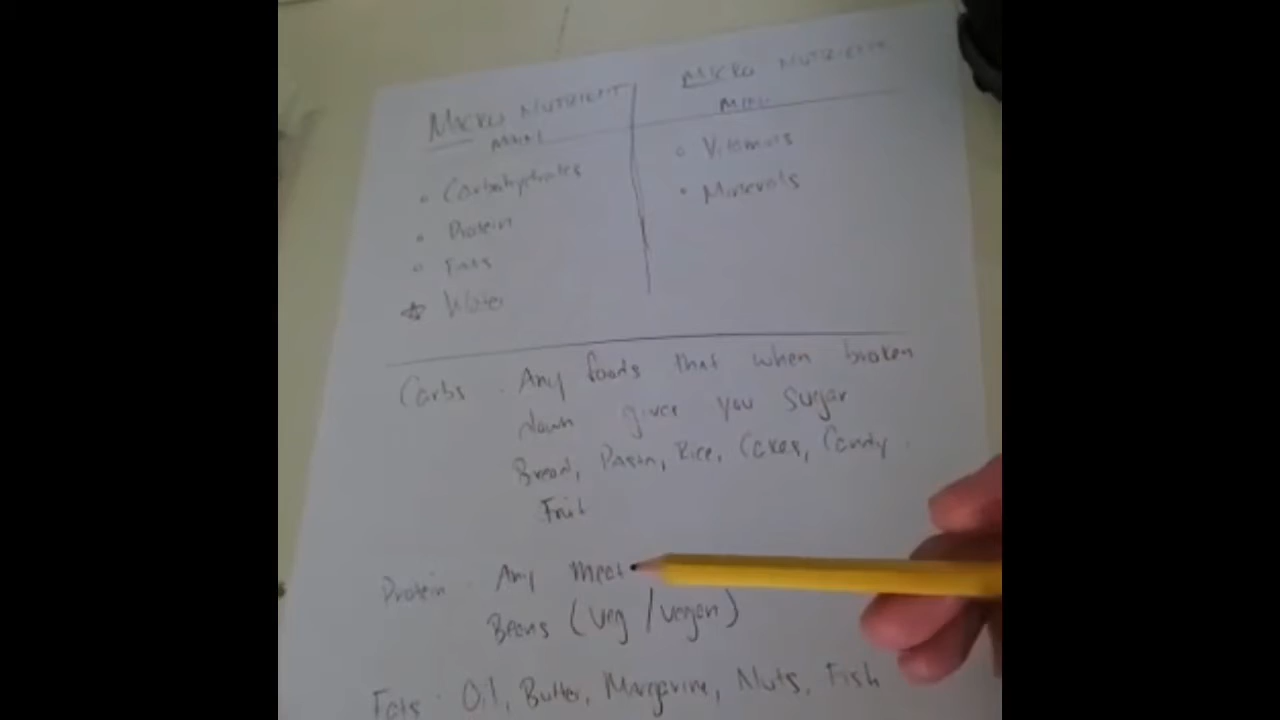 MACRO NUTRIENT
MICRO NUTRIENT
MINI
• Carbohydrates
• Protein
• Fats
☆ Water
• Vitamins
• Minerals
Carbs - Any foods that when broken
down gives you sugar
Bread, Pasta, Rice, Cakes, Candy.
Fruit
Protein - Any meat
Beans (veg/vegan)
Fats - Oil, Butter, Margarine, Nuts, Fish